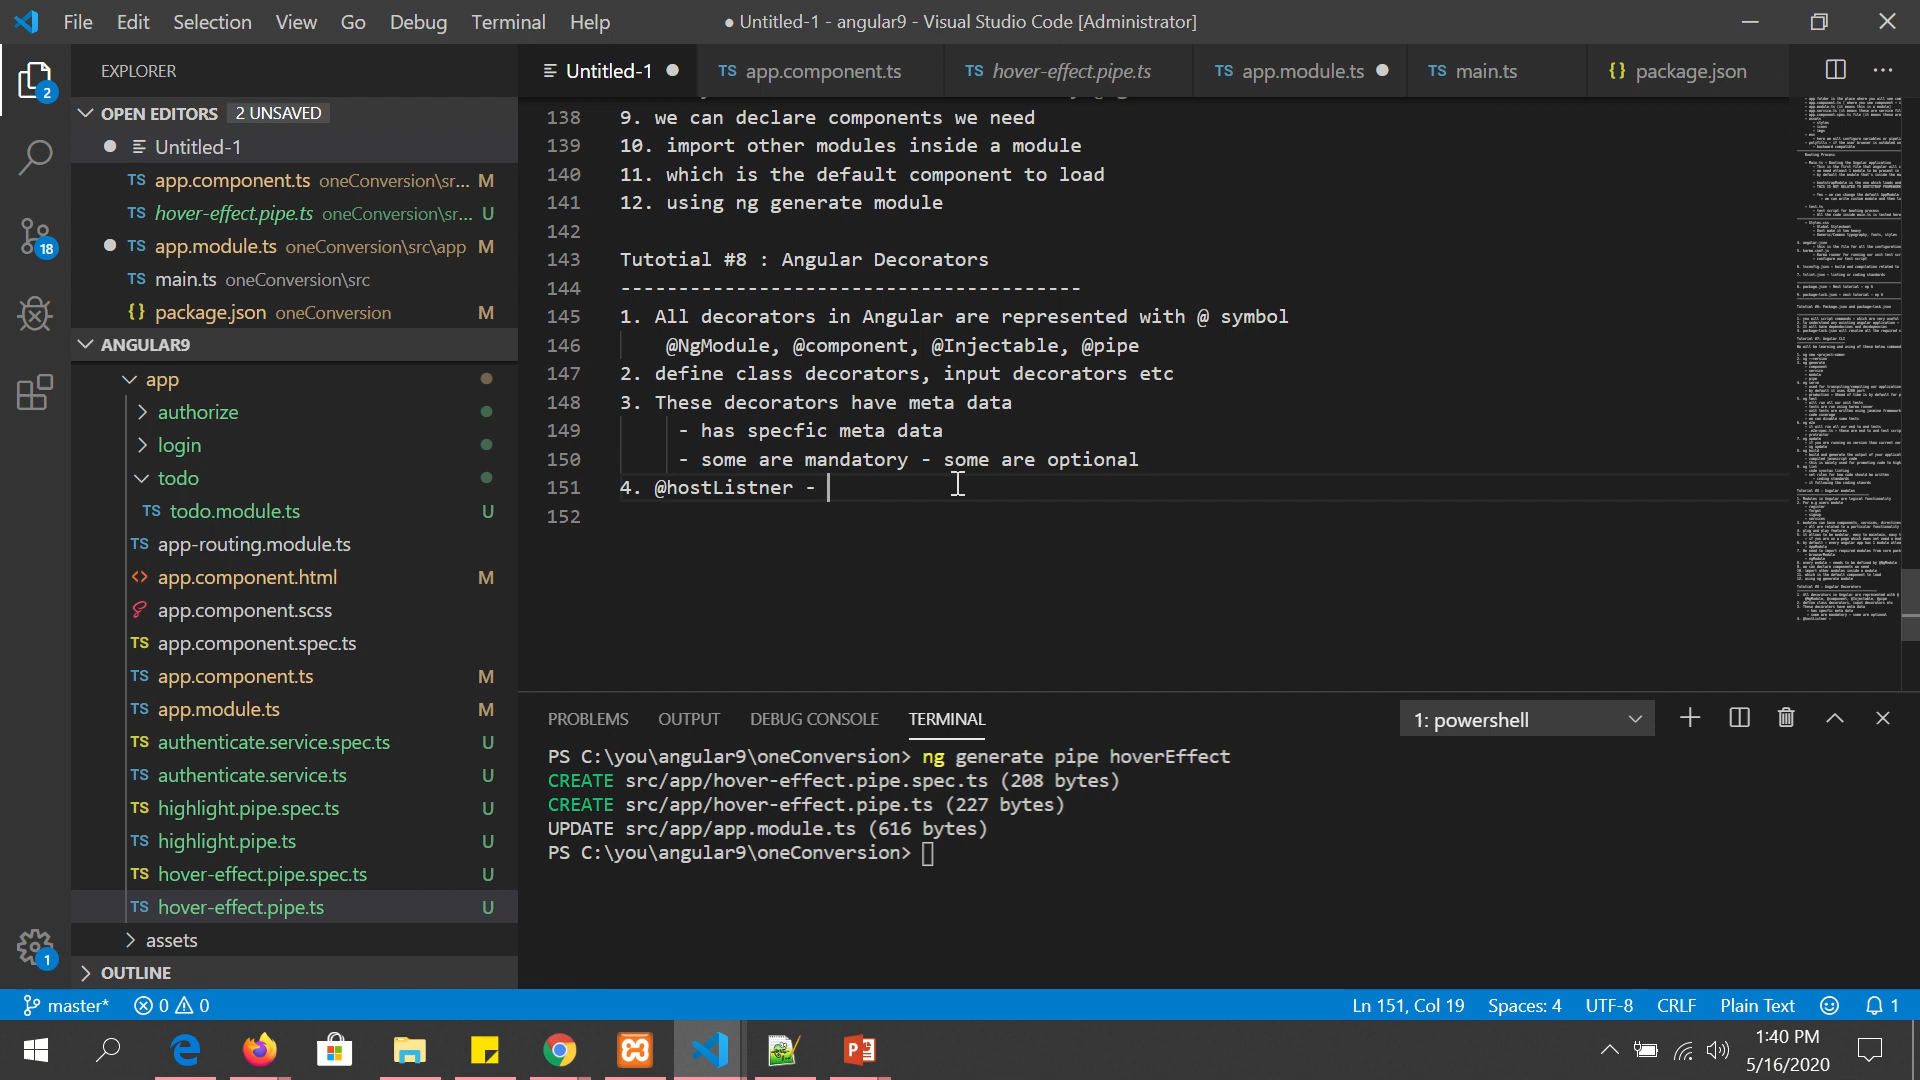 File Edit Selection View Go Debug Terminal Help
● Untitled-1 - angular9 - Visual Studio Code [Administrator]
EXPLORER
Untitled-1
TS app.component.ts
TS hover-effect.pipe.ts
TS app.module.ts
TS main.ts
{} package.json
2
OPEN EDITORS 2 UNSAVED
Untitled-1
TS app.component.ts oneConversion\sr... M
TS hover-effect.pipe.ts oneConversion\sr... U
TS app.module.ts oneConversion\src\app M
TS main.ts oneConversion\src
{} package.json oneConversion M
18
ANGULAR9
app
authorize
login
todo
TS todo.module.ts U
TS app-routing.module.ts
<> app.component.html M
app.component.scss
TS app.component.spec.ts
TS app.component.ts M
TS app.module.ts M
TS authenticate.service.spec.ts U
TS authenticate.service.ts U
TS highlight.pipe.spec.ts U
TS highlight.pipe.ts U
TS hover-effect.pipe.spec.ts U
TS hover-effect.pipe.ts U
assets
OUTLINE
1
138 9. we can declare components we need
139 10. import other modules inside a module
140 11. which is the default component to load
141 12. using ng generate module
142
143 Tutotial #8 : Angular Decorators
144 ----------------------------------------
145 1. All decorators in Angular are represented with @ symbol
146 @NgModule, @component, @Injectable, @pipe
147 2. define class decorators, input decorators etc
148 3. These decorators have meta data
149 - has specfic meta data
150 - some are mandatory - some are optional
151 4. @hostListner -
152
PROBLEMS OUTPUT DEBUG CONSOLE TERMINAL
1: powershell
PS C:\you\angular9\oneConversion> ng generate pipe hoverEffect
CREATE src/app/hover-effect.pipe.spec.ts (208 bytes)
CREATE src/app/hover-effect.pipe.ts (227 bytes)
UPDATE src/app/app.module.ts (616 bytes)
PS C:\you\angular9\oneConversion>
master* 0 0
Ln 151, Col 19 Spaces: 4 UTF-8 CRLF Plain Text 1
1:40 PM
5/16/2020